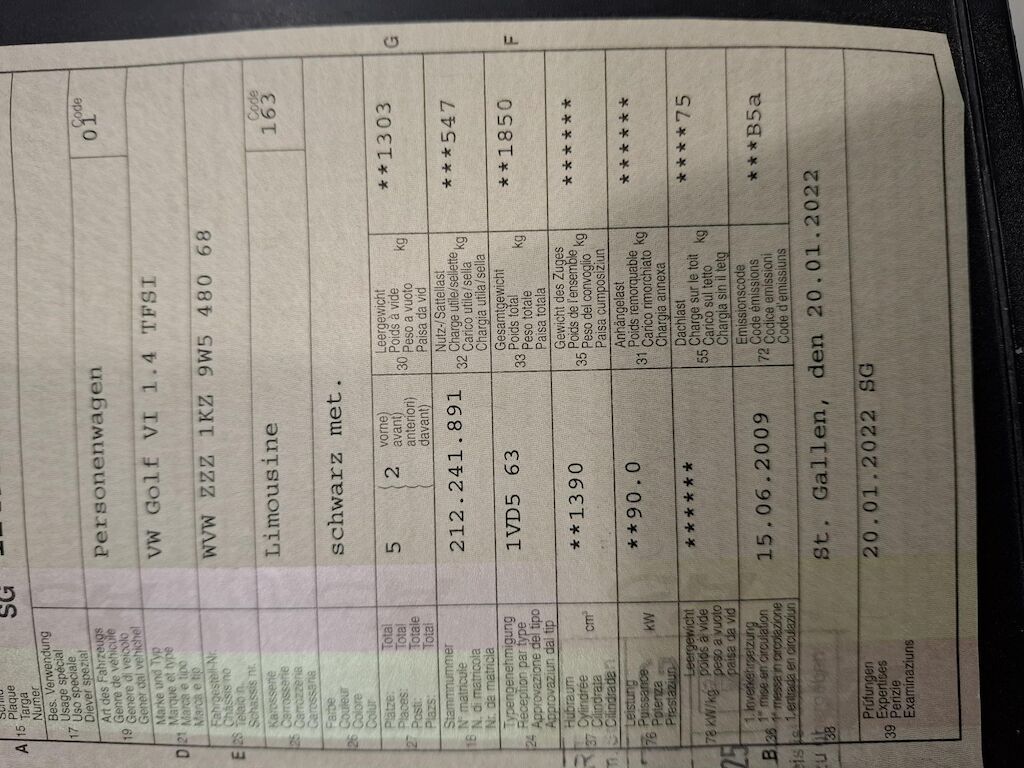 A 15 Plaque
Targa
Numer
SG
17 Bes. Verwendung
Usage spécial
Uso speciale
Diever spezial
19 Art des Fahrzeugs
Genre de véhicule
Genere di veicolo
Gener dal vehichel
Personenwagen
Code
01
D 21 Marke und Typ
Marque et type
Marca e tipo
Marca e tip
VW Golf VI 1.4 TFSI
E 23 Fahrgestell-Nr.
Châssis no
Telaio n.
Schassis nr.
WVW ZZZ 1KZ 9W5 480 68
25 Karosserie
Carrosserie
Carrozzeria
Carossaria
Limousine
Code
163
26 Farbe
Couleur
Colore
Colur
schwarz met.
27 Plätze: Total
Places: Total
Posti: Totale
Plazs: Total
5 2 vorne)
avant)
anteriori)
davant)
30 Leergewicht
Poids à vide
Peso a vuoto
Paisa da vid
kg
**1303
G
18 Stammnummer
N° matricule
N. di matricola
Nr. da matricla
212.241.891
32 Nutz-/Sattellast
Charge utile/sellette
Carico utile/sella
Chargia utila/sella
kg
***547
24 Typengenehmigung
Réception par type
Approvazione del tipo
Approvaziun dal tip
1VD5 63
33 Gesamtgewicht
Poids total
Peso totale
Paisa totala
kg
**1850
F
37 Hubraum
Cylindrée
Cilindrata
Cilindrada
cm³
**1390
35 Gewicht des Zuges
Poids de l'ensemble
Peso del convoglio
Paisa cumposiziun
kg
******
76 Leistung
Puissance
Potenza
Prestaziun
kW
**90.0
31 Anhängelast
Poids remorquable
Carico rimorchiato
Chargia annexa
kg
******
78 kW/kg Leergewicht
poids à vide
peso a vuoto
paisa da vid
******
55 Dachlast
Charge sur le toit
Carico sul tetto
Chargia sin il tetg
kg
****75
B 36 1. Inverkehrsetzung
1re mise en circulation
1a messa in circolazione
1. entrada en circulaziun
15.06.2009
72 Emissionscode
Code émissions
Codice emissioni
Code d'emissiuns
***B5a
38
St. Gallen, den 20.01.2022
39 Prüfungen
Expertises
Perizie
Examinaziuns
20.01.2022 SG